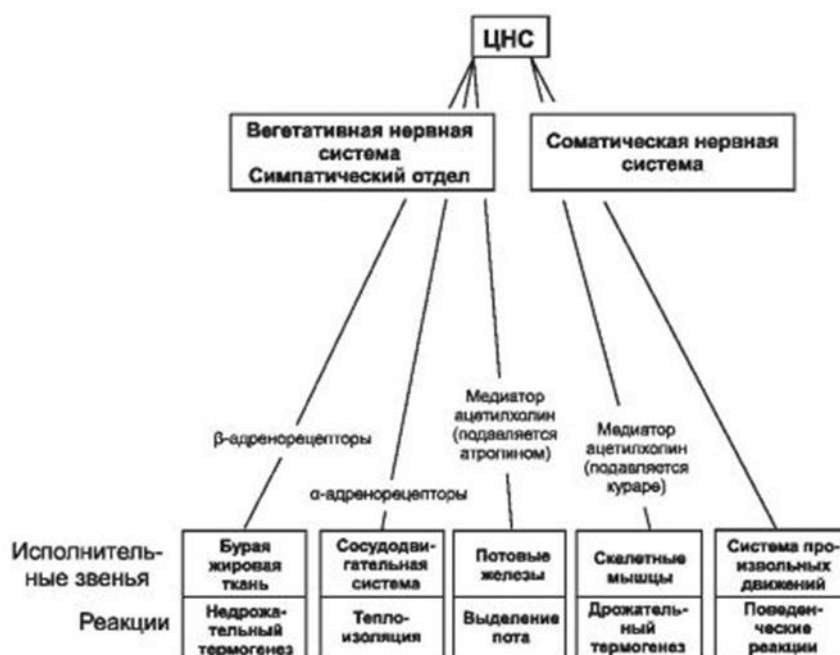 ЦНС
Вегетативная нервная
система
Симпатический отдел
Соматическая нервная
система
β-адренорецепторы
α-адренорецепторы
Медиатор
ацетилхолин
(подавляется
атропином)
Медиатор
ацетилхолин
(подавляется
кураре)
Исполнитель-
ные звенья
Бурая
жировая
ткань
Сосудодви-
гательная
система
Потовые
железы
Скелетные
мышцы
Система про-
извольных
движений
Реакции
Недрожа-
тельный
термогенез
Тепло-
изоляция
Выделение
пота
Дрожатель-
ный
термогенез
Поведен-
ческие
реакции